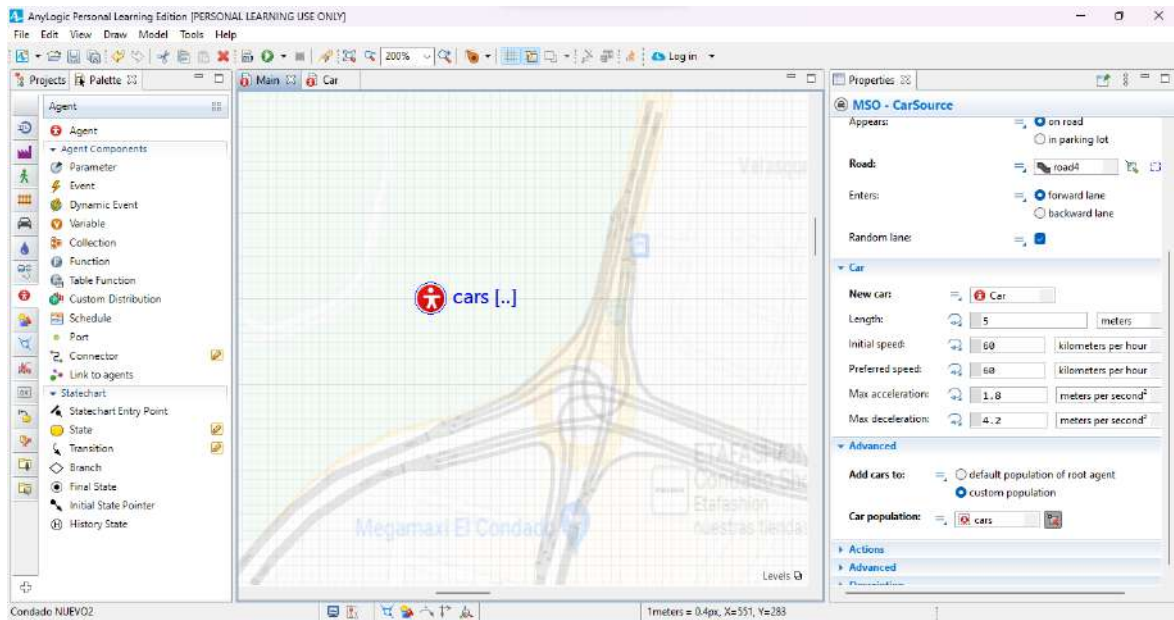 AnyLogic Personal Learning Edition [PERSONAL LEARNING USE ONLY]
File Edit View Draw Model Tools Help
200%
Log in
Projects Palette
Main Car
Properties
Agent
Agent
Agent Components
Parameter
Event
Dynamic Event
Variable
Collection
Function
Table Function
Custom Distribution
Schedule
Port
Connector
Link to agents
Statechart
Statechart Entry Point
State
Transition
Branch
Final State
Initial State Pointer
History State
cars [..]
Megamaxi El Condado
Condado Sh
Etafashion
nuestras tienda
Levels
MSO - CarSource
Appears: on road
in parking lot
Road: road4
Enters: forward lane
backward lane
Random lane:
Car
New car: Car
Length: 5 meters
Initial speed: 60 kilometers per hour
Preferred speed: 60 kilometers per hour
Max acceleration: 1.8 meters per second²
Max deceleration: 4.2 meters per second²
Advanced
Add cars to: default population of root agent
custom population
Car population: cars
Actions
Advanced
Condado NUEVO2
1meters = 0.4px, X=551, Y=283